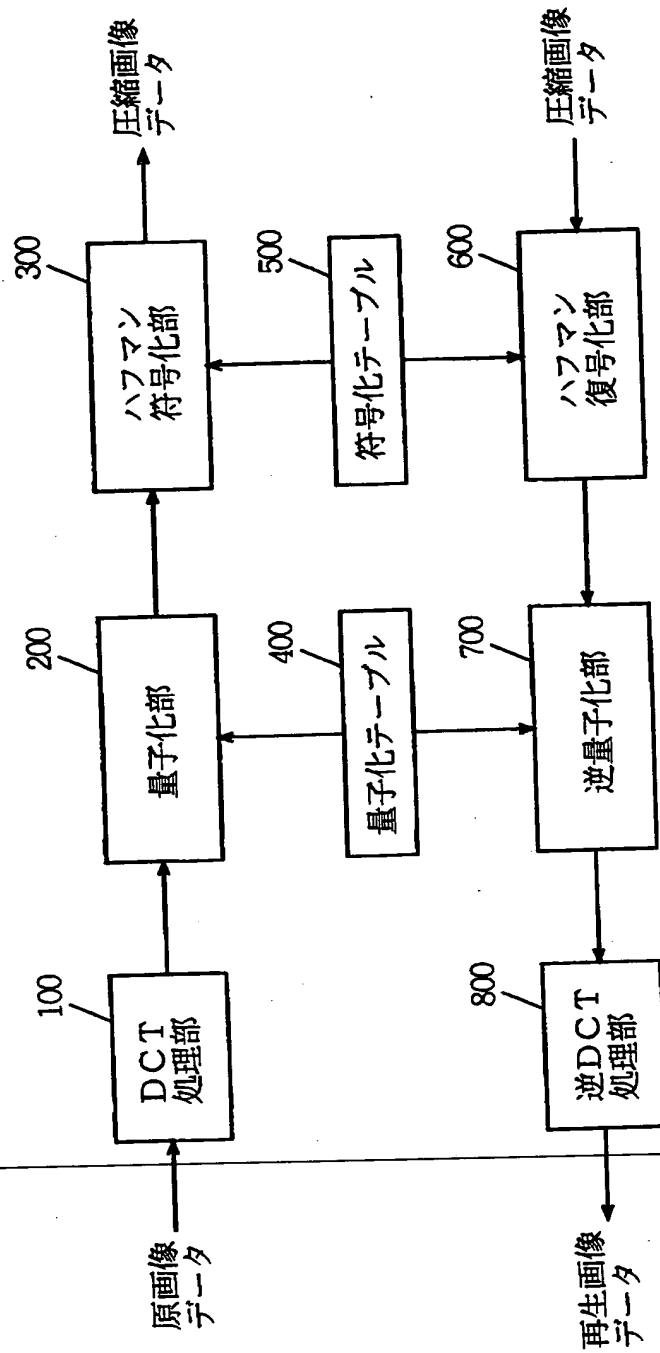 原画像
データ
100
DCT
処理部
200
量子化部
300
ハフマン
符号化部
圧縮画像
データ
400
量子化テーブル
500
符号化テーブル
再生画像
データ
800
逆DCT
処理部
700
逆量子化部
600
ハフマン
復号化部
圧縮画像
データ